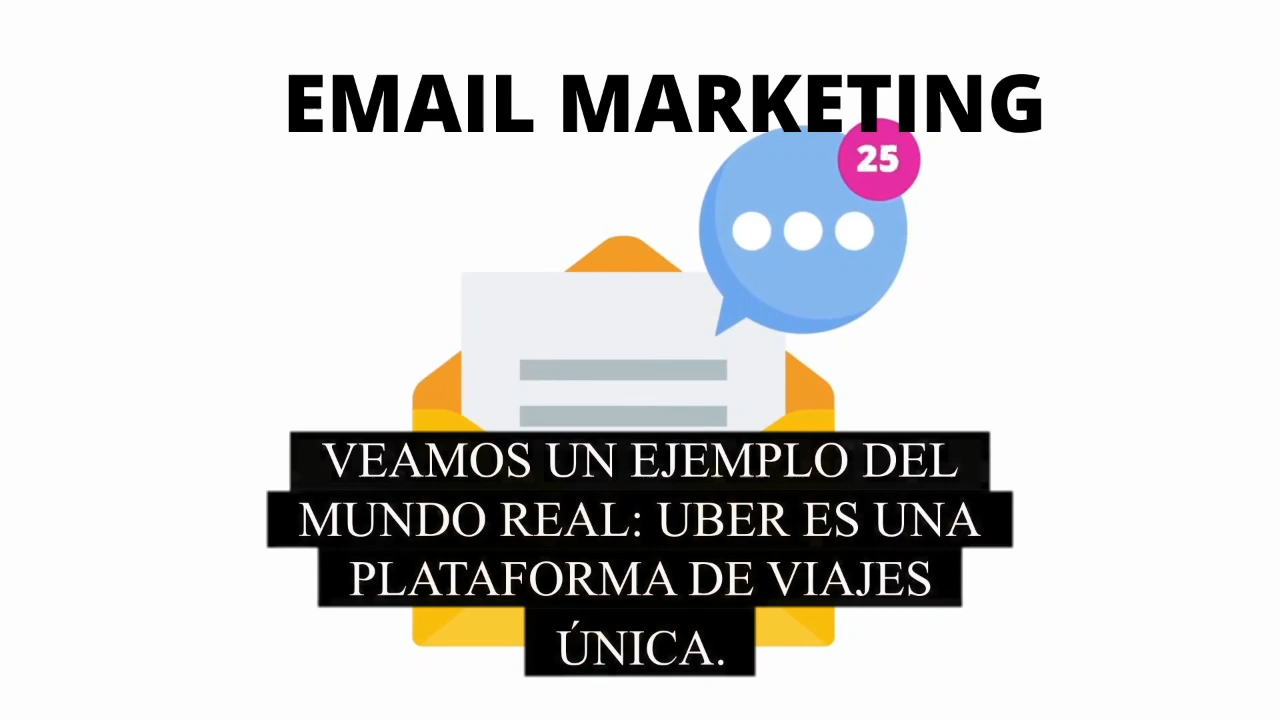 EMAIL MARKETING
25
VEAMOS UN EJEMPLO DEL
MUNDO REAL: UBER ES UNA
PLATAFORMA DE VIAJES
ÚNICA.